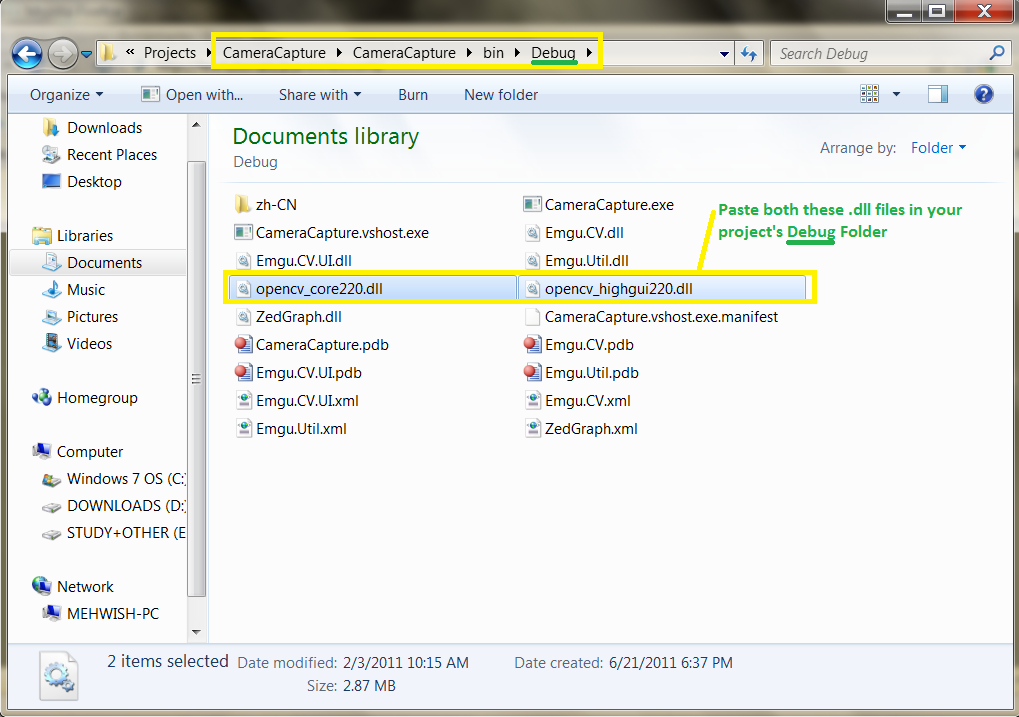 « Projects CameraCapture CameraCapture bin Debug Search Debug
Organize Open with... Share with Burn New folder
Downloads
Recent Places
Desktop
Libraries
Documents
Music
Pictures
Videos
Homegroup
Computer
Windows 7 OS (C:)
DOWNLOADS (D:)
STUDY+OTHER (E
Network
MEHWISH-PC
Documents library
Debug
Arrange by: Folder
zh-CN CameraCapture.exe
CameraCapture.vshost.exe Emgu.CV.dll
Emgu.CV.UI.dll Emgu.Util.dll
opencv_core220.dll opencv_highgui220.dll
ZedGraph.dll CameraCapture.vshost.exe.manifest
CameraCapture.pdb Emgu.CV.pdb
Emgu.CV.UI.pdb Emgu.Util.pdb
Emgu.CV.UI.xml Emgu.CV.xml
Emgu.Util.xml ZedGraph.xml
Paste both these .dll files in your
project's Debug Folder
2 items selected Date modified: 2/3/2011 10:15 AM Date created: 6/21/2011 6:37 PM
Size: 2.87 MB